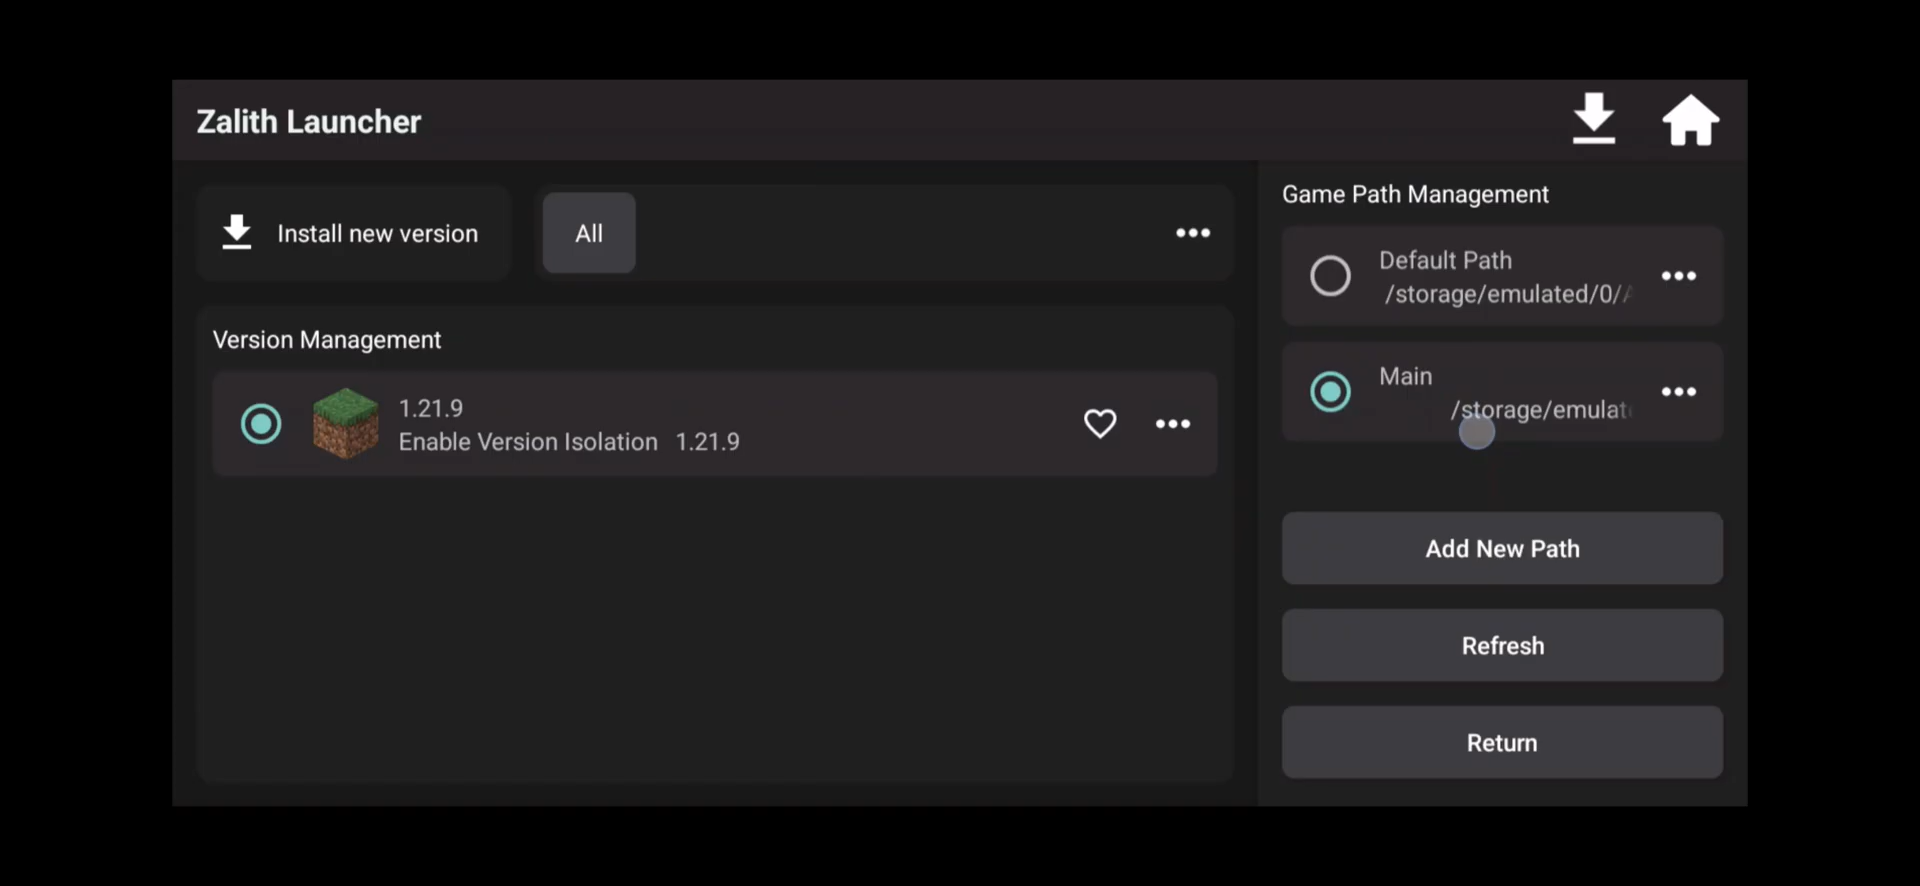 Zalith Launcher
Install new version
All
Version Management
1.21.9
Enable Version Isolation 1.21.9
Game Path Management
Default Path
/storage/emulated/0/
Main
/storage/emulat
Add New Path
Refresh
Return